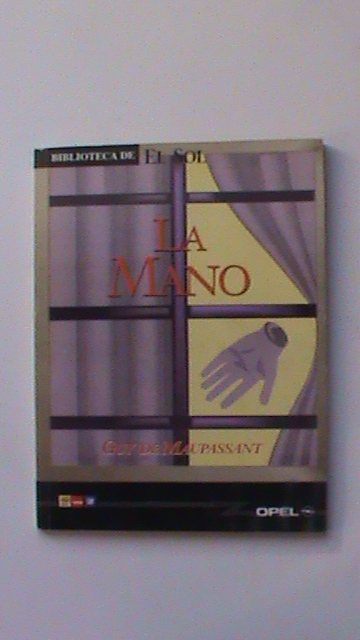 BIBLIOTECA DE EL SOL
LA
MANO
GUY DE MAUPASSANT
OPEL